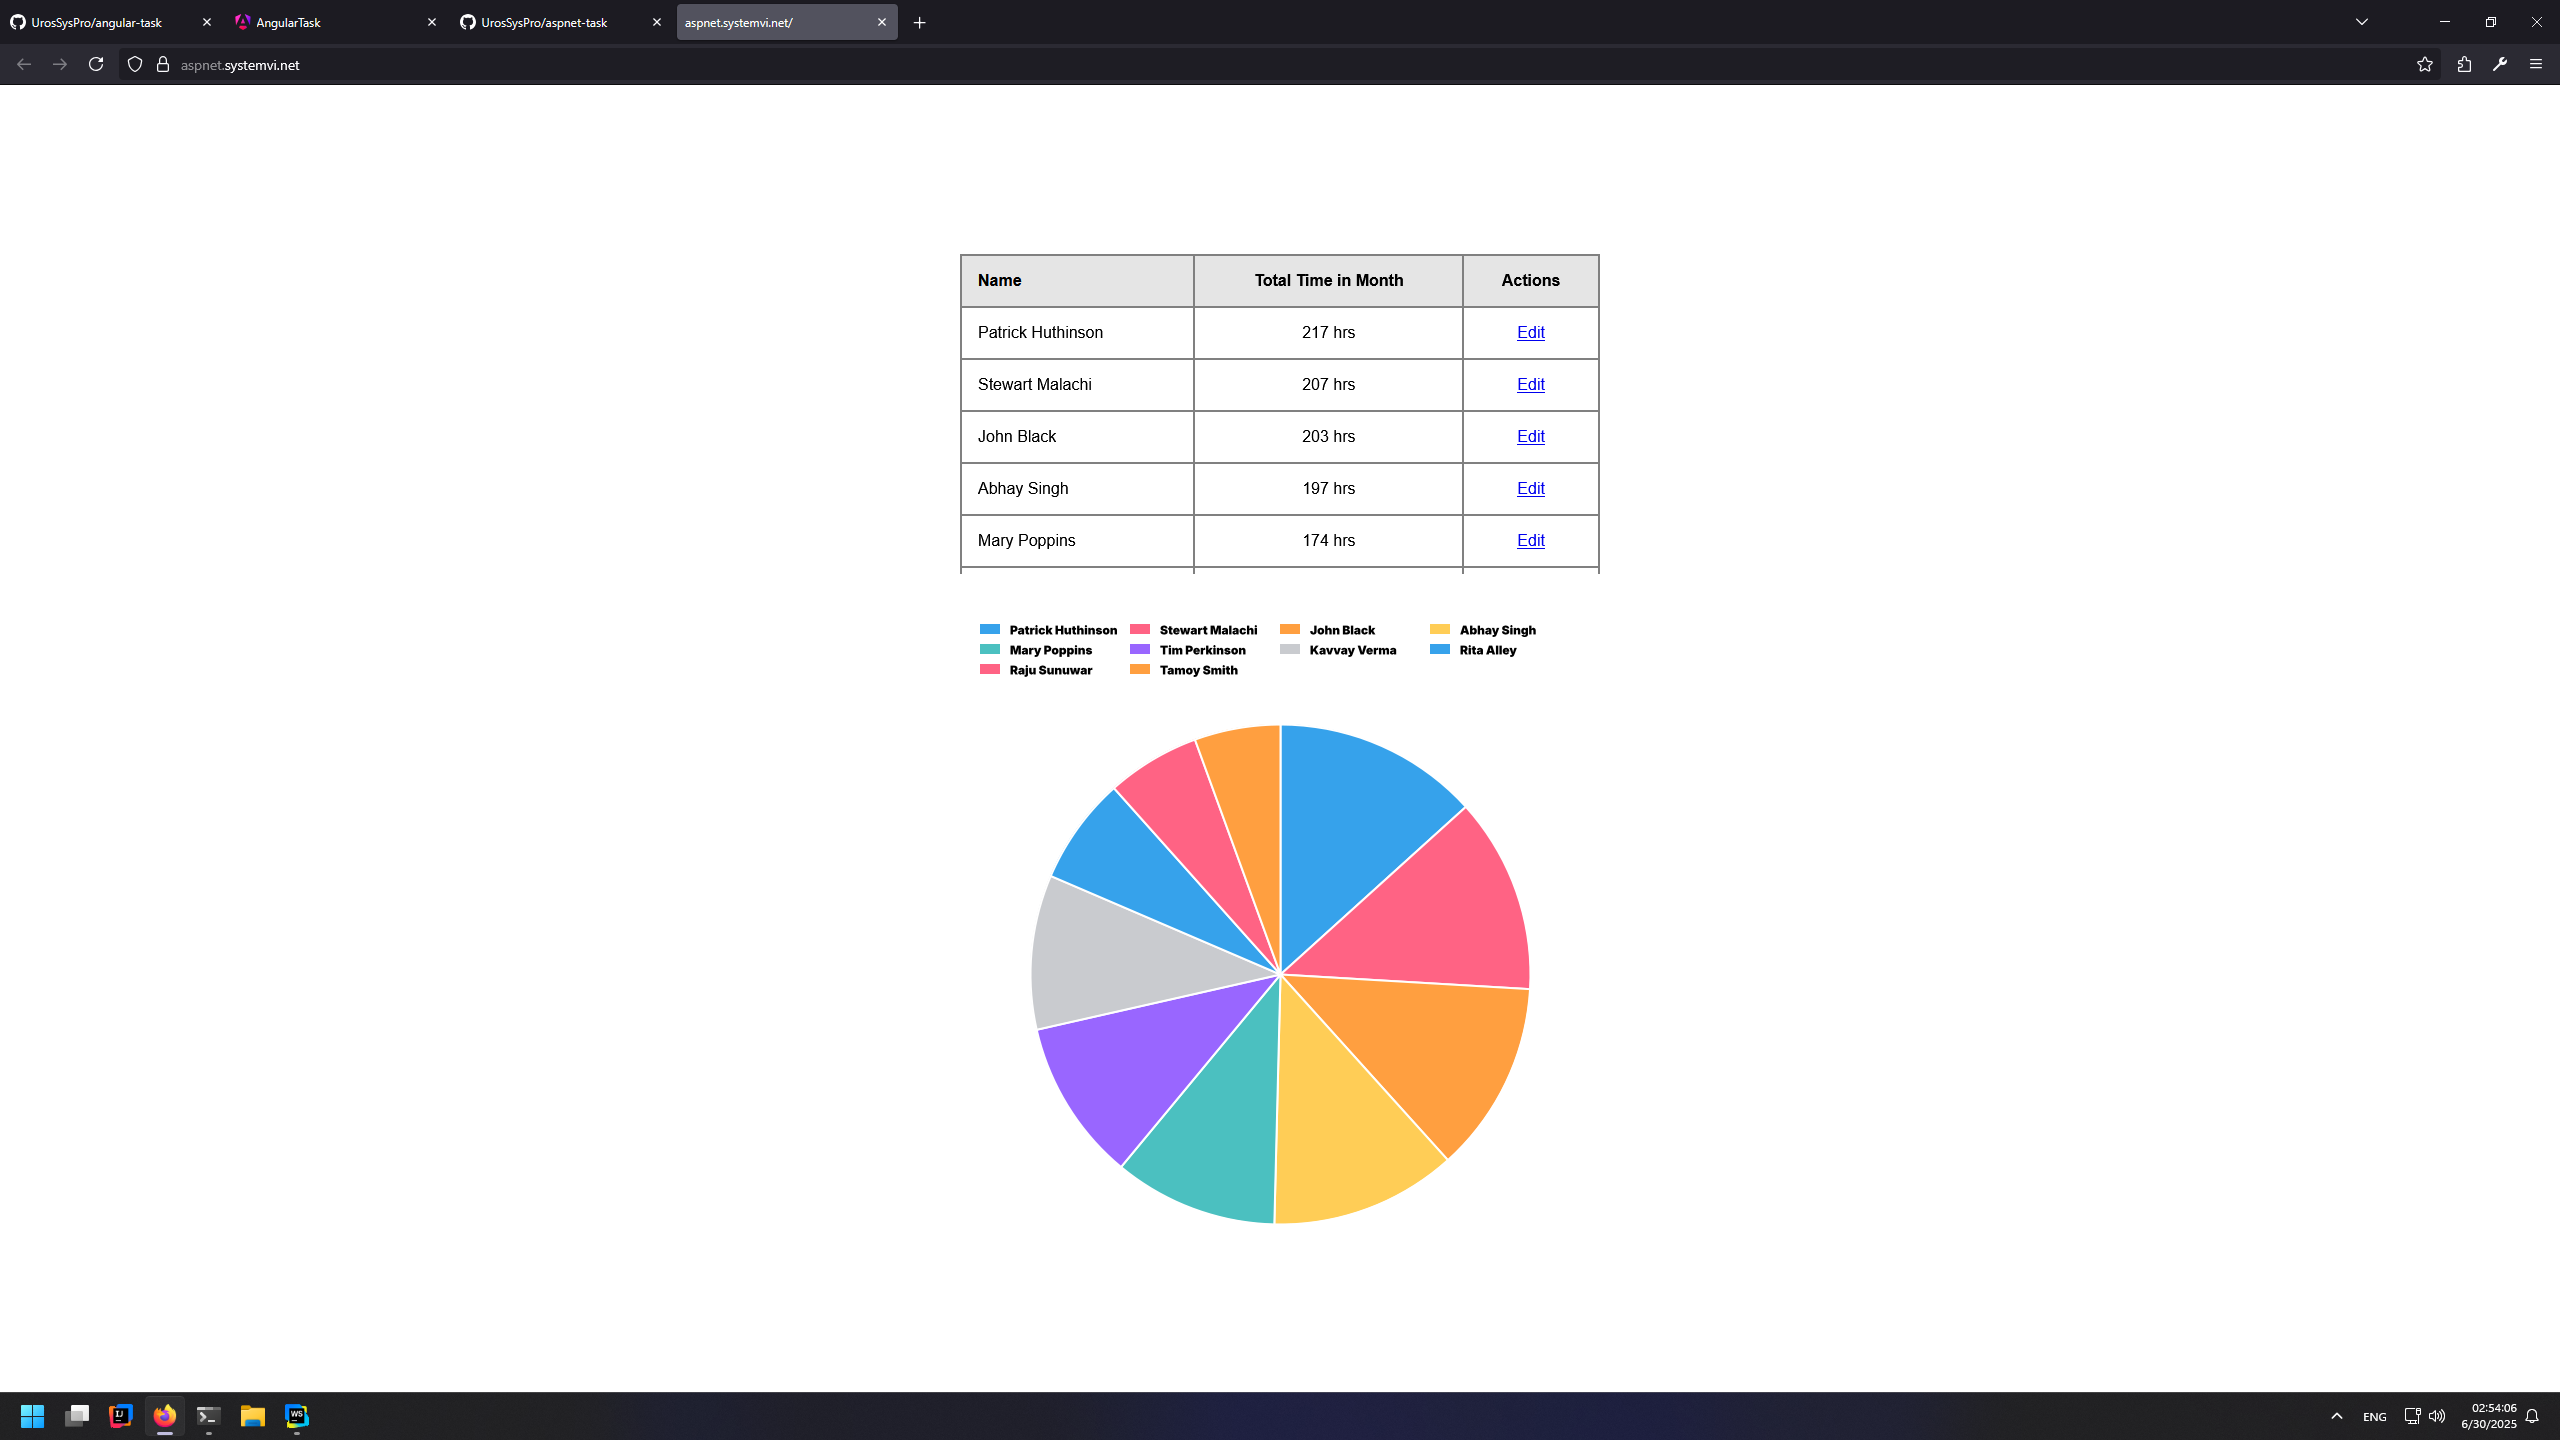 UrosSysPro/angular-task AngularTask UrosSysPro/aspnet-task aspnet.systemvi.net/
aspnet.systemvi.net
Name Total Time in Month Actions
Patrick Huthinson 217 hrs Edit
Stewart Malachi 207 hrs Edit
John Black 203 hrs Edit
Abhay Singh 197 hrs Edit
Mary Poppins 174 hrs Edit
Patrick Huthinson Stewart Malachi John Black Abhay Singh
Mary Poppins Tim Perkinson Kavvay Verma Rita Alley
Raju Sunuwar Tamoy Smith
IJ WS ENG 02:54:06
6/30/2025